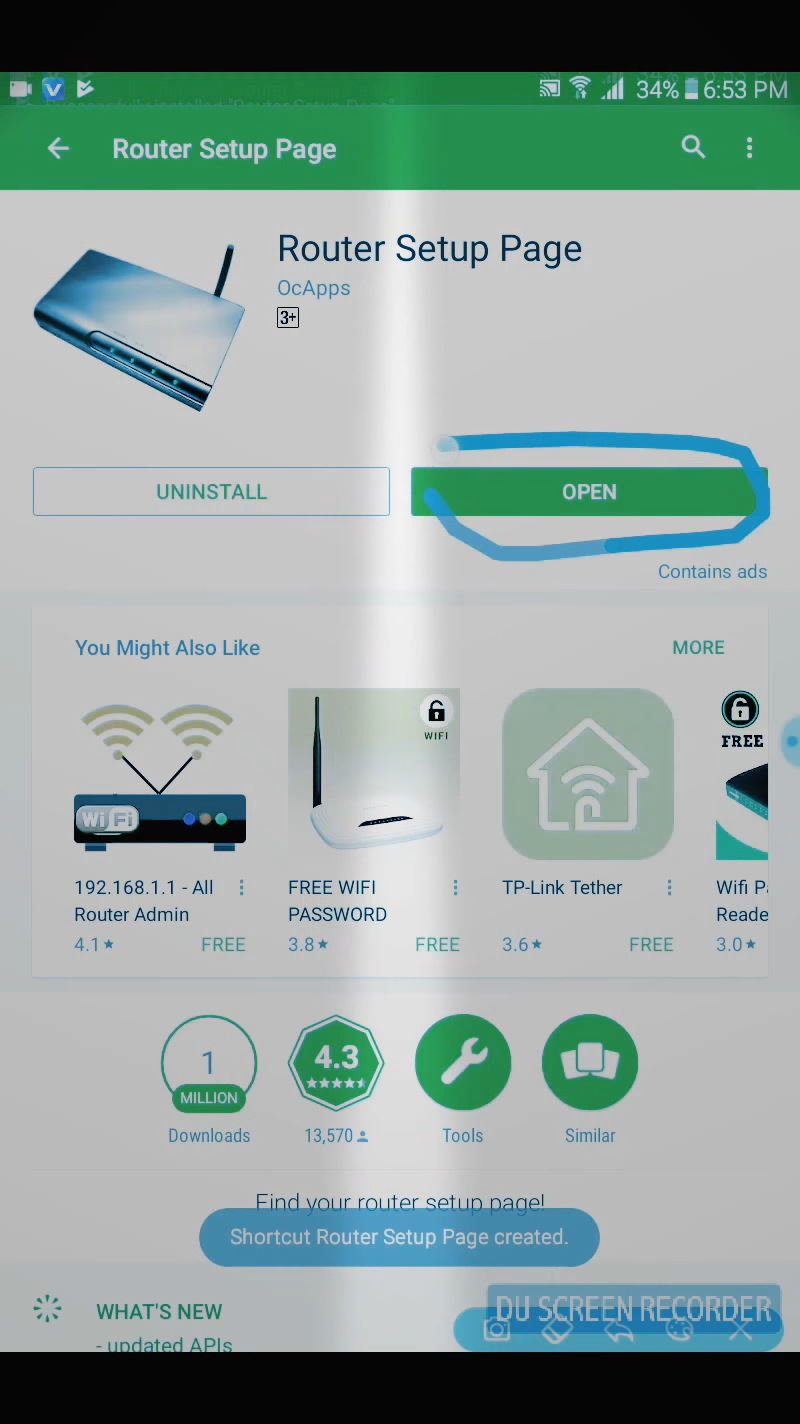 34% 6:53 PM
Router Setup Page
Router Setup Page
OcApps
3+
UNINSTALL
OPEN
Contains ads
You Might Also Like
MORE
WiFi
WIFI
FREE
192.168.1.1 - All
Router Admin
4.1 FREE
FREE WIFI
PASSWORD
3.8 FREE
TP-Link Tether
3.6 FREE
Wifi P
Reade
3.0
1
MILLION
Downloads
4.3
13,570
Tools
Similar
Find your router setup page!
Shortcut Router Setup Page created.
WHAT'S NEW
- updated APIs
DU SCREEN RECORDER